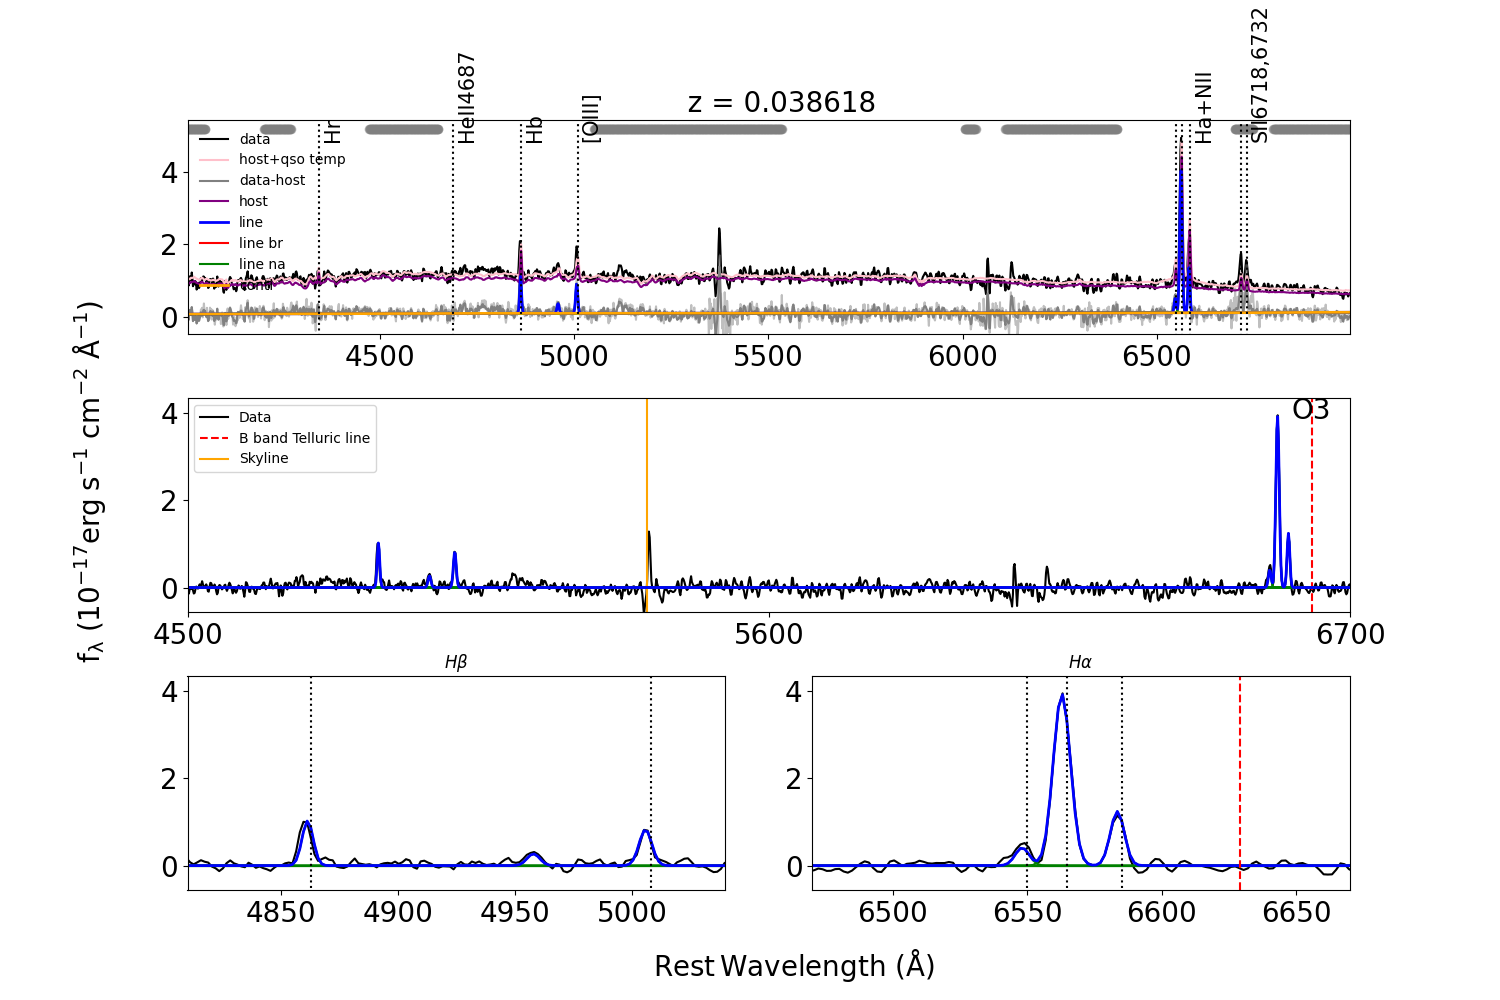 z = 0.038618
Hr
HeII4687
Hb
[OIII]
Ha+NII
SII6718,6732
data
host+qso temp
data-host
host
line
line br
line na
conti
4
2
0
4500
5000
5500
6000
6500
fλ (10−17erg s−1 cm−2 Å−1)
Data
B band Telluric line
Skyline
O3
4
2
0
4500
5600
6700
Hβ
4
2
0
4850
4900
4950
5000
Hα
4
2
0
6500
6550
6600
6650
Rest Wavelength (Å)